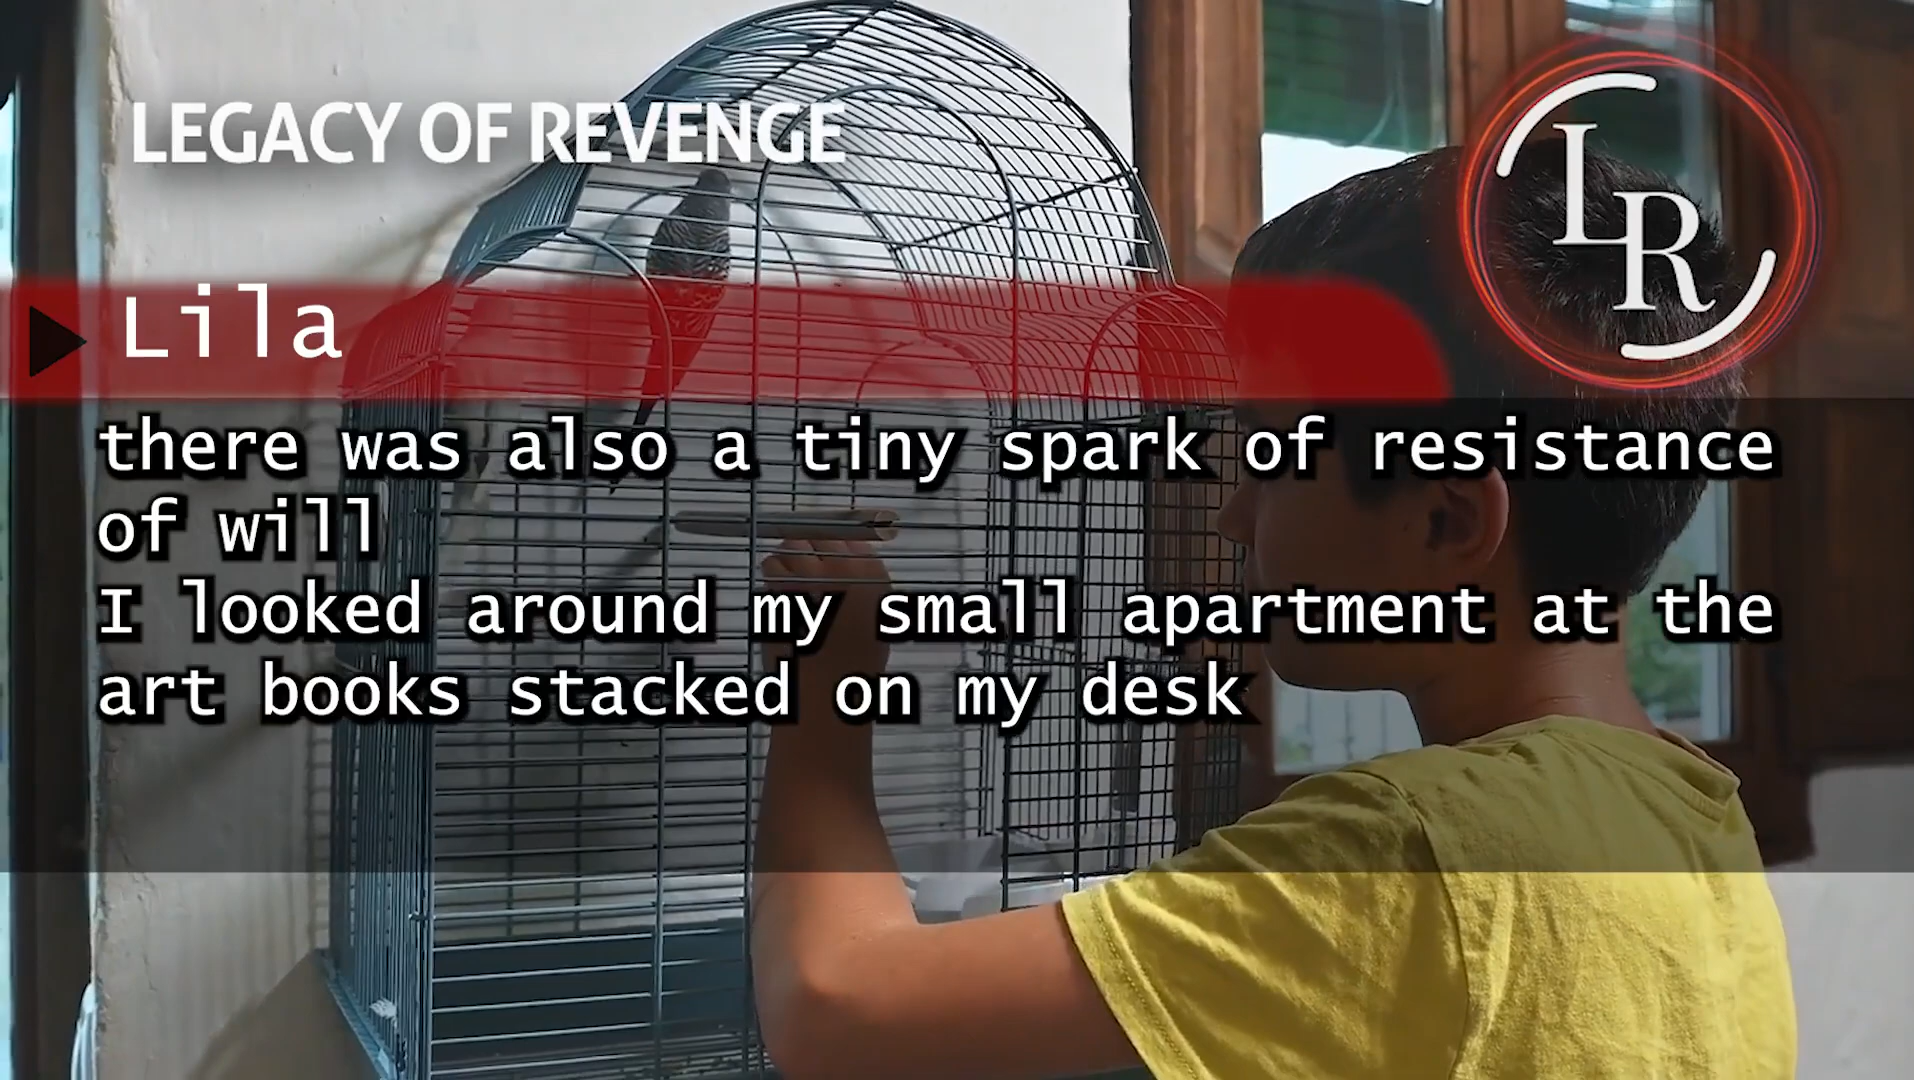 LEGACY OF REVENGE
LR
Lila
there was also a tiny spark of resistance
of will
I looked around my small apartment at the
art books stacked on my desk